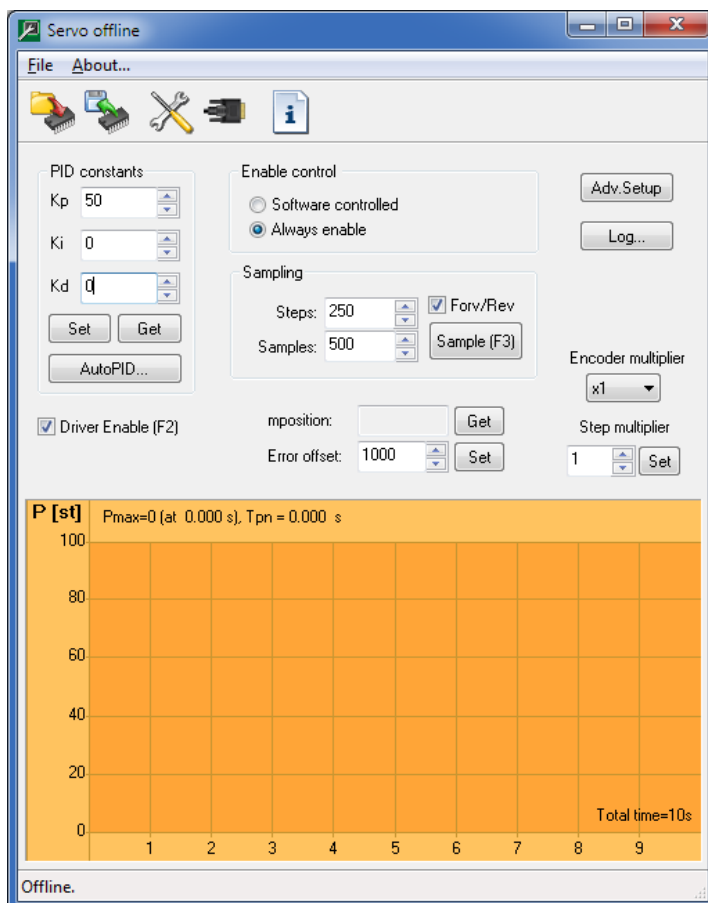 Servo offline
File About...
PID constants
Kp 50
Ki 0
Kd 0
Set Get
AutoPID...
Enable control
Software controlled
Always enable
Adv.Setup
Log...
Sampling
Steps: 250 Forv/Rev
Samples: 500 Sample (F3)
Encoder multiplier
x1
Driver Enable (F2)
mposition: Get
Error offset: 1000 Set
Step multiplier
1 Set
P [st] Pmax=0 (at 0.000 s), Tpn = 0.000 s
100
80
60
40
20
0
Total time=10s
1 2 3 4 5 6 7 8 9
Offline.